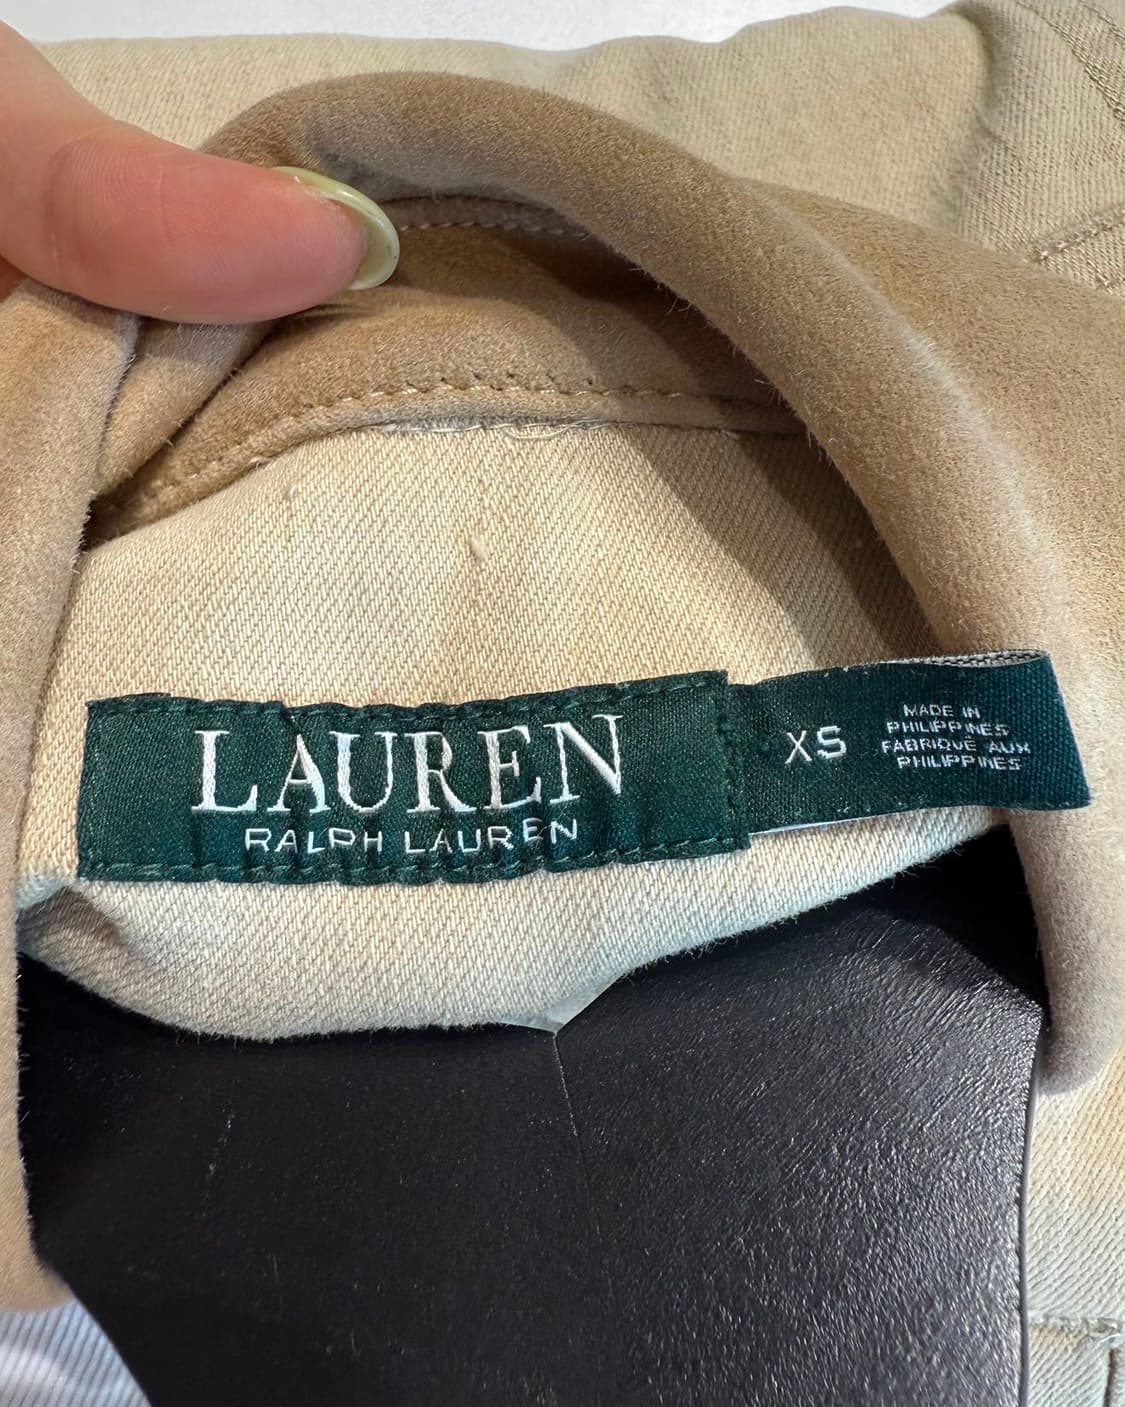 LAUREN
RALPH LAUREN
XS
MADE IN
PHILIPPINES
FABRIQUÉ AUX
PHILIPPINES